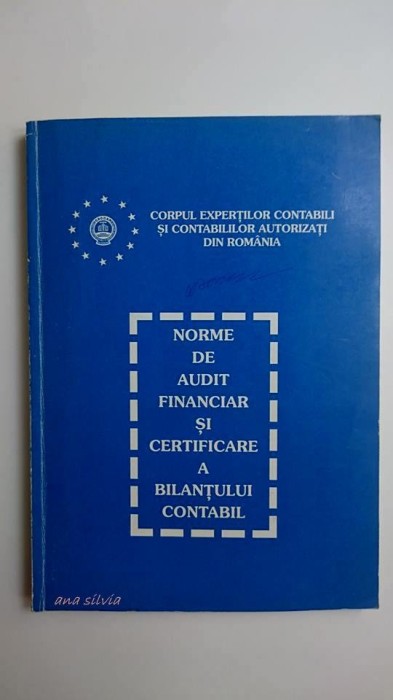 CORPUL EXPERȚILOR CONTABILI
ȘI CONTABILILOR AUTORIZAȚI
DIN ROMÂNIA
NORME
DE
AUDIT
FINANCIAR
ȘI
CERTIFICARE
A
BILANȚULUI
CONTABIL
ana silvia